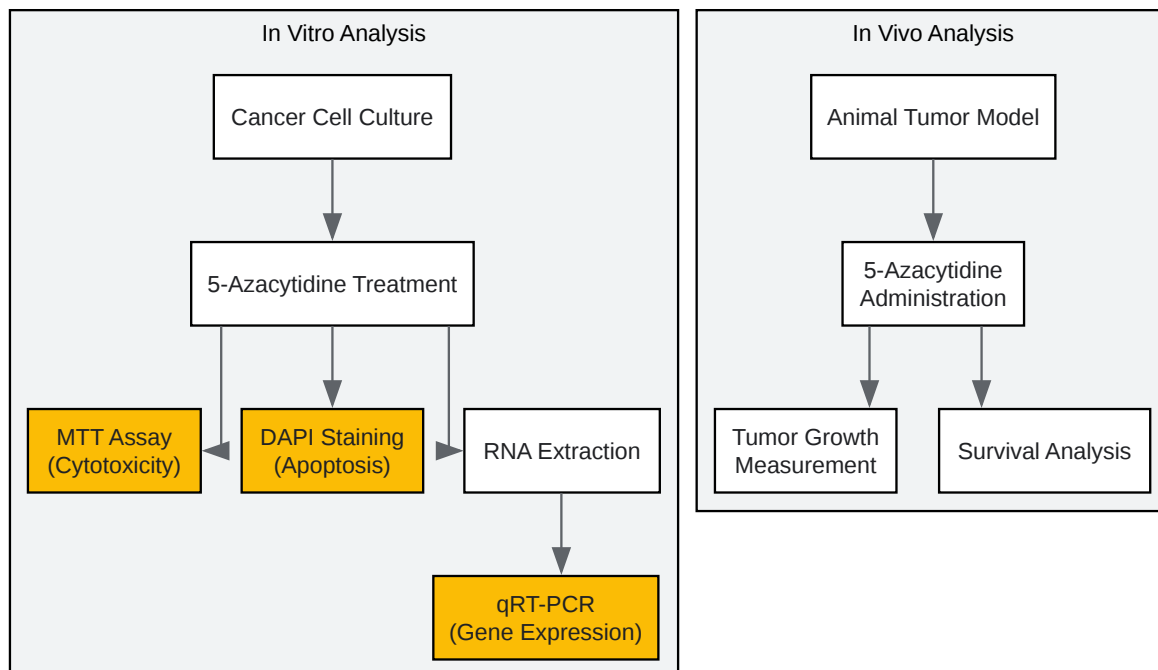 In Vitro Analysis
Cancer Cell Culture
5-Azacytidine Treatment
MTT Assay
(Cytotoxicity)
DAPI Staining
(Apoptosis)
RNA Extraction
qRT-PCR
(Gene Expression)
In Vivo Analysis
Animal Tumor Model
5-Azacytidine
Administration
Tumor Growth
Measurement
Survival Analysis